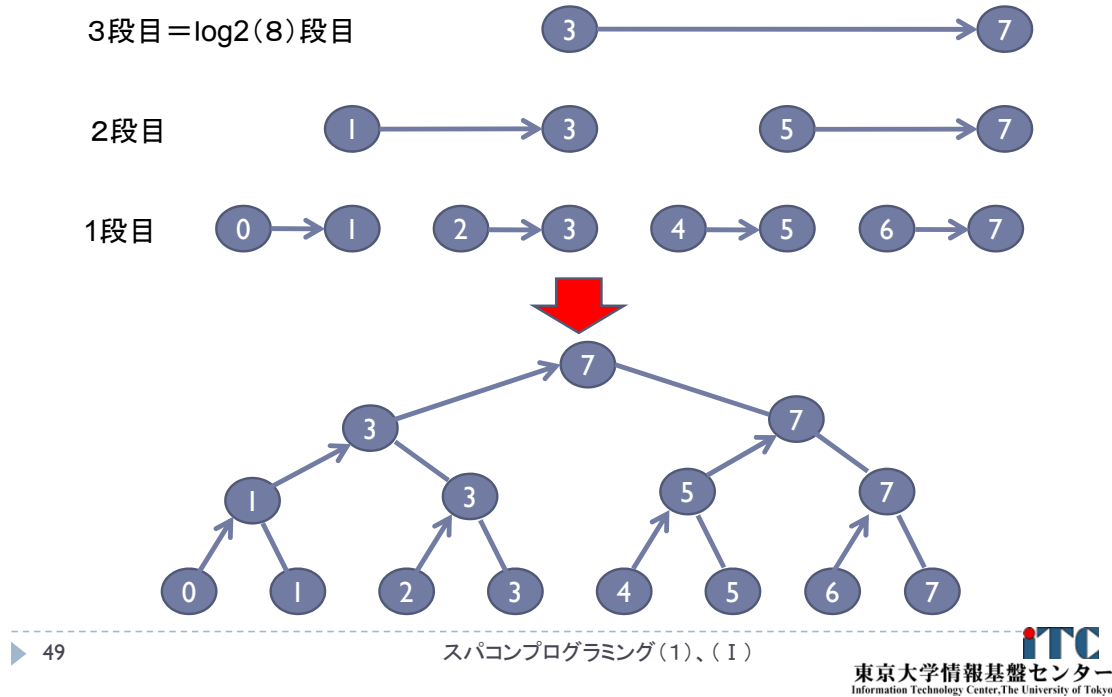 3段目＝log2(8)段目
3 7
2段目
1 3 5 7
1段目
0 1 2 3 4 5 6 7
7
3 7
1 3 5 7
0 1 2 3 4 5 6 7
49
スパコンプログラミング(1)、(Ⅰ)
iTC
東京大学情報基盤センター
Information Technology Center,The University of Tokyo